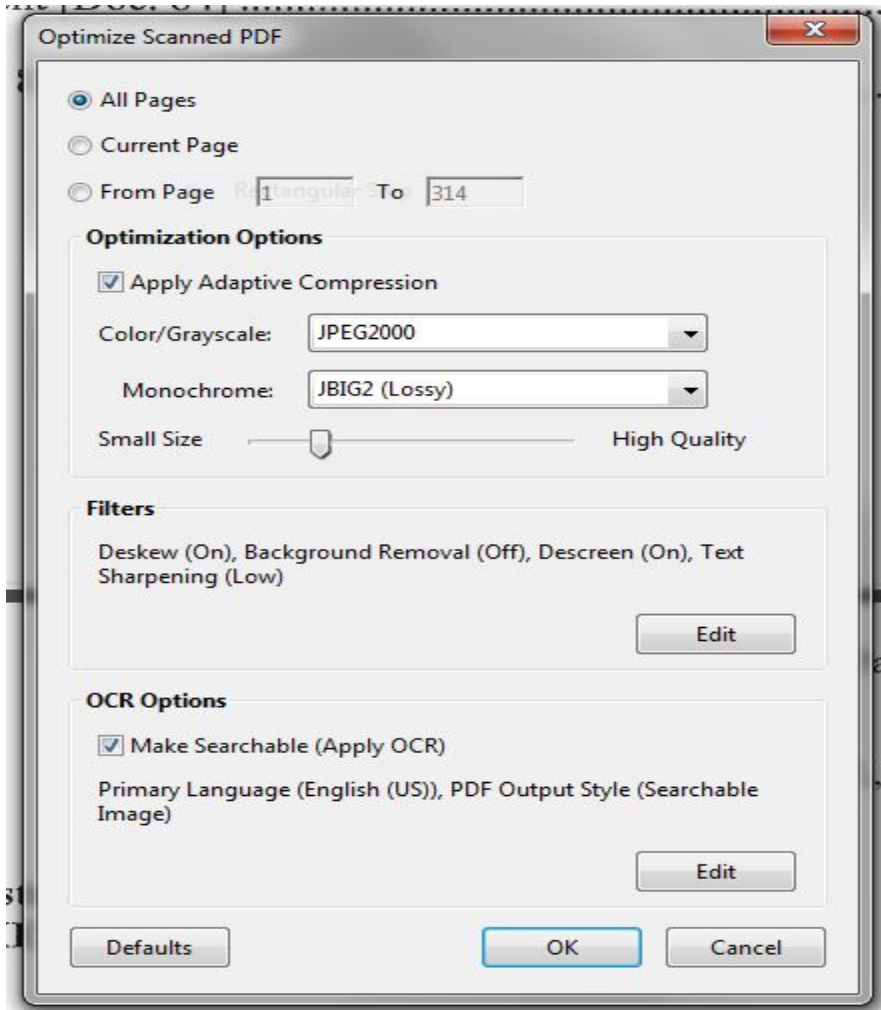 [Doc.
Optimize Scanned PDF
All Pages
Current Page
From Page 1 To 314
Rectangular
Optimization Options
Apply Adaptive Compression
Color/Grayscale: JPEG2000
Monochrome: JBIG2 (Lossy)
Small Size High Quality
Filters
Deskew (On), Background Removal (Off), Descreen (On), Text
Sharpening (Low)
Edit
OCR Options
Make Searchable (Apply OCR)
Primary Language (English (US)), PDF Output Style (Searchable
Image)
Edit
Defaults OK Cancel